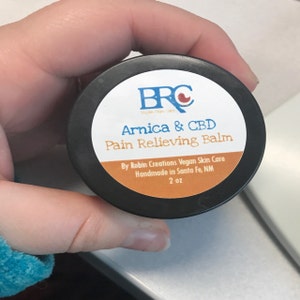 BRC
Arnica & CBD
Pain Relieving Balm
By Robin Creations Vegan Skin Care
Handmade in Santa Fe, NM
2 oz